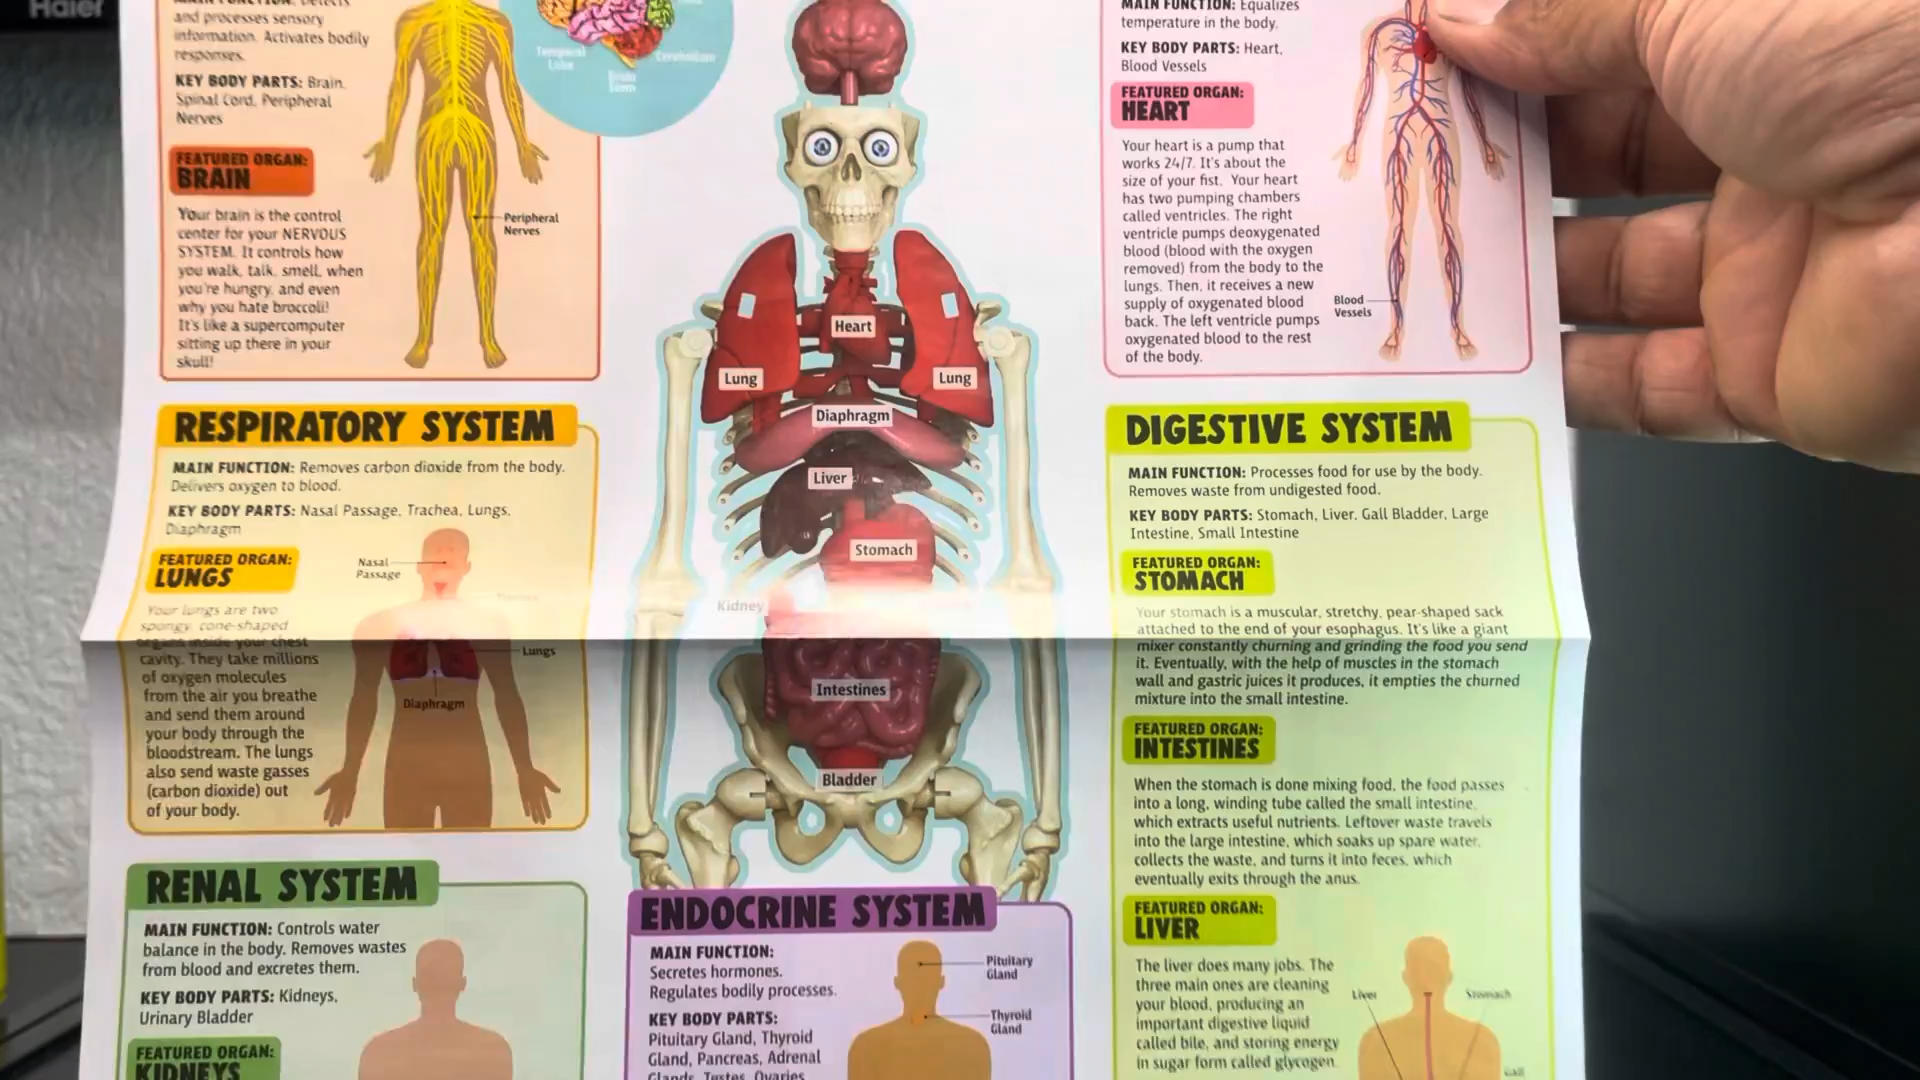 Haier
MAIN FUNCTION: Detects
and processes sensory
information. Activates bodily
responses.
KEY BODY PARTS: Brain,
Spinal Cord, Peripheral
Nerves
FEATURED ORGAN:
BRAIN
Your brain is the control
center for your NERVOUS
SYSTEM. It controls how
you walk, talk, smell, when
you're hungry, and even
why you hate broccoli!
It's like a supercomputer
sitting up there in your
skull!
Peripheral
Nerves
Temporal
Lobe
Brain
Stem
Cerebellum
RESPIRATORY SYSTEM
MAIN FUNCTION: Removes carbon dioxide from the body.
Delivers oxygen to blood.
KEY BODY PARTS: Nasal Passage, Trachea, Lungs,
Diaphragm
FEATURED ORGAN:
LUNGS
Your lungs are two
spongy, cone-shaped
organs inside your chest
cavity. They take millions
of oxygen molecules
from the air you breathe
and send them around
your body through the
bloodstream. The lungs
also send waste gasses
(carbon dioxide) out
of your body.
Nasal
Passage
Lungs
Diaphragm
RENAL SYSTEM
MAIN FUNCTION: Controls water
balance in the body. Removes wastes
from blood and excretes them.
KEY BODY PARTS: Kidneys,
Urinary Bladder
FEATURED ORGAN:
KIDNEYS
Heart
Lung
Lung
Diaphragm
Liver
Stomach
Kidney
Intestines
Bladder
ENDOCRINE SYSTEM
MAIN FUNCTION:
Secretes hormones.
Regulates bodily processes.
KEY BODY PARTS:
Pituitary Gland, Thyroid
Gland, Pancreas, Adrenal
Glands, Testes, Ovaries
Pituitary
Gland
Thyroid
Gland
MAIN FUNCTION: Equalizes
temperature in the body.
KEY BODY PARTS: Heart,
Blood Vessels
FEATURED ORGAN:
HEART
Your heart is a pump that
works 24/7. It's about the
size of your fist. Your heart
has two pumping chambers
called ventricles. The right
ventricle pumps deoxygenated
blood (blood with the oxygen
removed) from the body to the
lungs. Then, it receives a new
supply of oxygenated blood
back. The left ventricle pumps
oxygenated blood to the rest
of the body.
Blood
Vessels
DIGESTIVE SYSTEM
MAIN FUNCTION: Processes food for use by the body.
Removes waste from undigested food.
KEY BODY PARTS: Stomach, Liver, Gall Bladder, Large
Intestine, Small Intestine
FEATURED ORGAN:
STOMACH
Your stomach is a muscular, stretchy, pear-shaped sack
attached to the end of your esophagus. It's like a giant
mixer constantly churning and grinding the food you send
it. Eventually, with the help of muscles in the stomach
wall and gastric juices it produces, it empties the churned
mixture into the small intestine.
FEATURED ORGAN:
INTESTINES
When the stomach is done mixing food, the food passes
into a long, winding tube called the small intestine,
which extracts useful nutrients. Leftover waste travels
into the large intestine, which soaks up spare water,
collects the waste, and turns it into feces, which
eventually exits through the anus.
FEATURED ORGAN:
LIVER
The liver does many jobs. The
three main ones are cleaning
your blood, producing an
important digestive liquid
called bile, and storing energy
in sugar form called glycogen.
Liver
Stomach
Gall